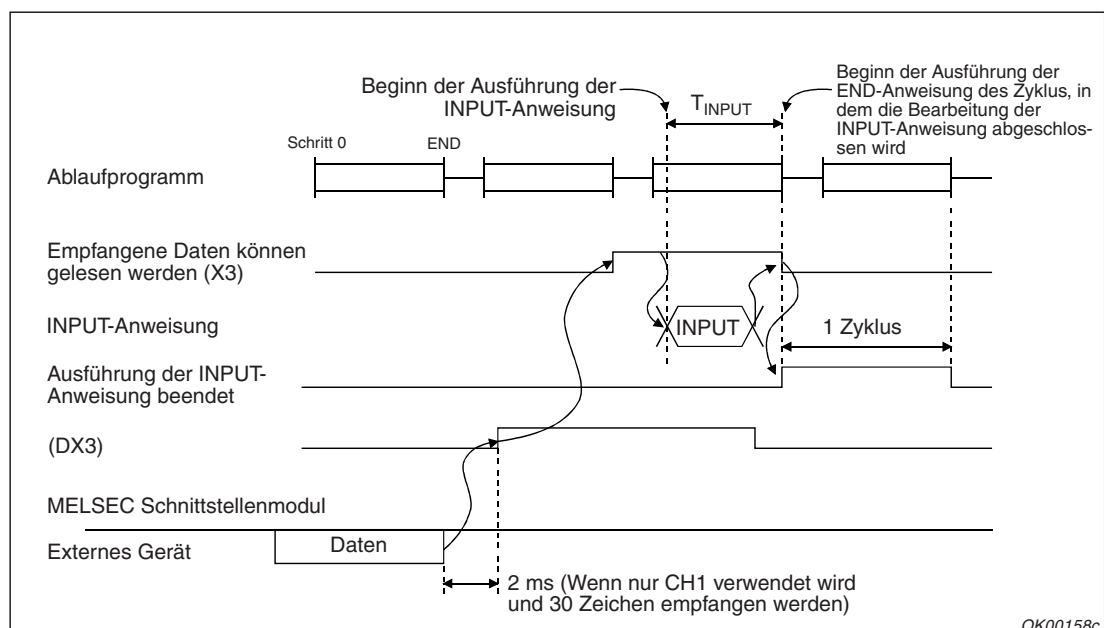 Beginn der Ausführung der
INPUT-Anweisung
T INPUT
Beginn der Ausführung der
END-Anweisung des Zyklus, in
dem die Bearbeitung der
INPUT-Anweisung abgeschlos-
sen wird
Schritt 0
END
Ablaufprogramm
Empfangene Daten können
gelesen werden (X3)
INPUT-Anweisung
INPUT
1 Zyklus
Ausführung der INPUT-
Anweisung beendet
(DX3)
MELSEC Schnittstellenmodul
Externes Gerät
Daten
2 ms (Wenn nur CH1 verwendet wird
und 30 Zeichen empfangen werden)
QK00158c